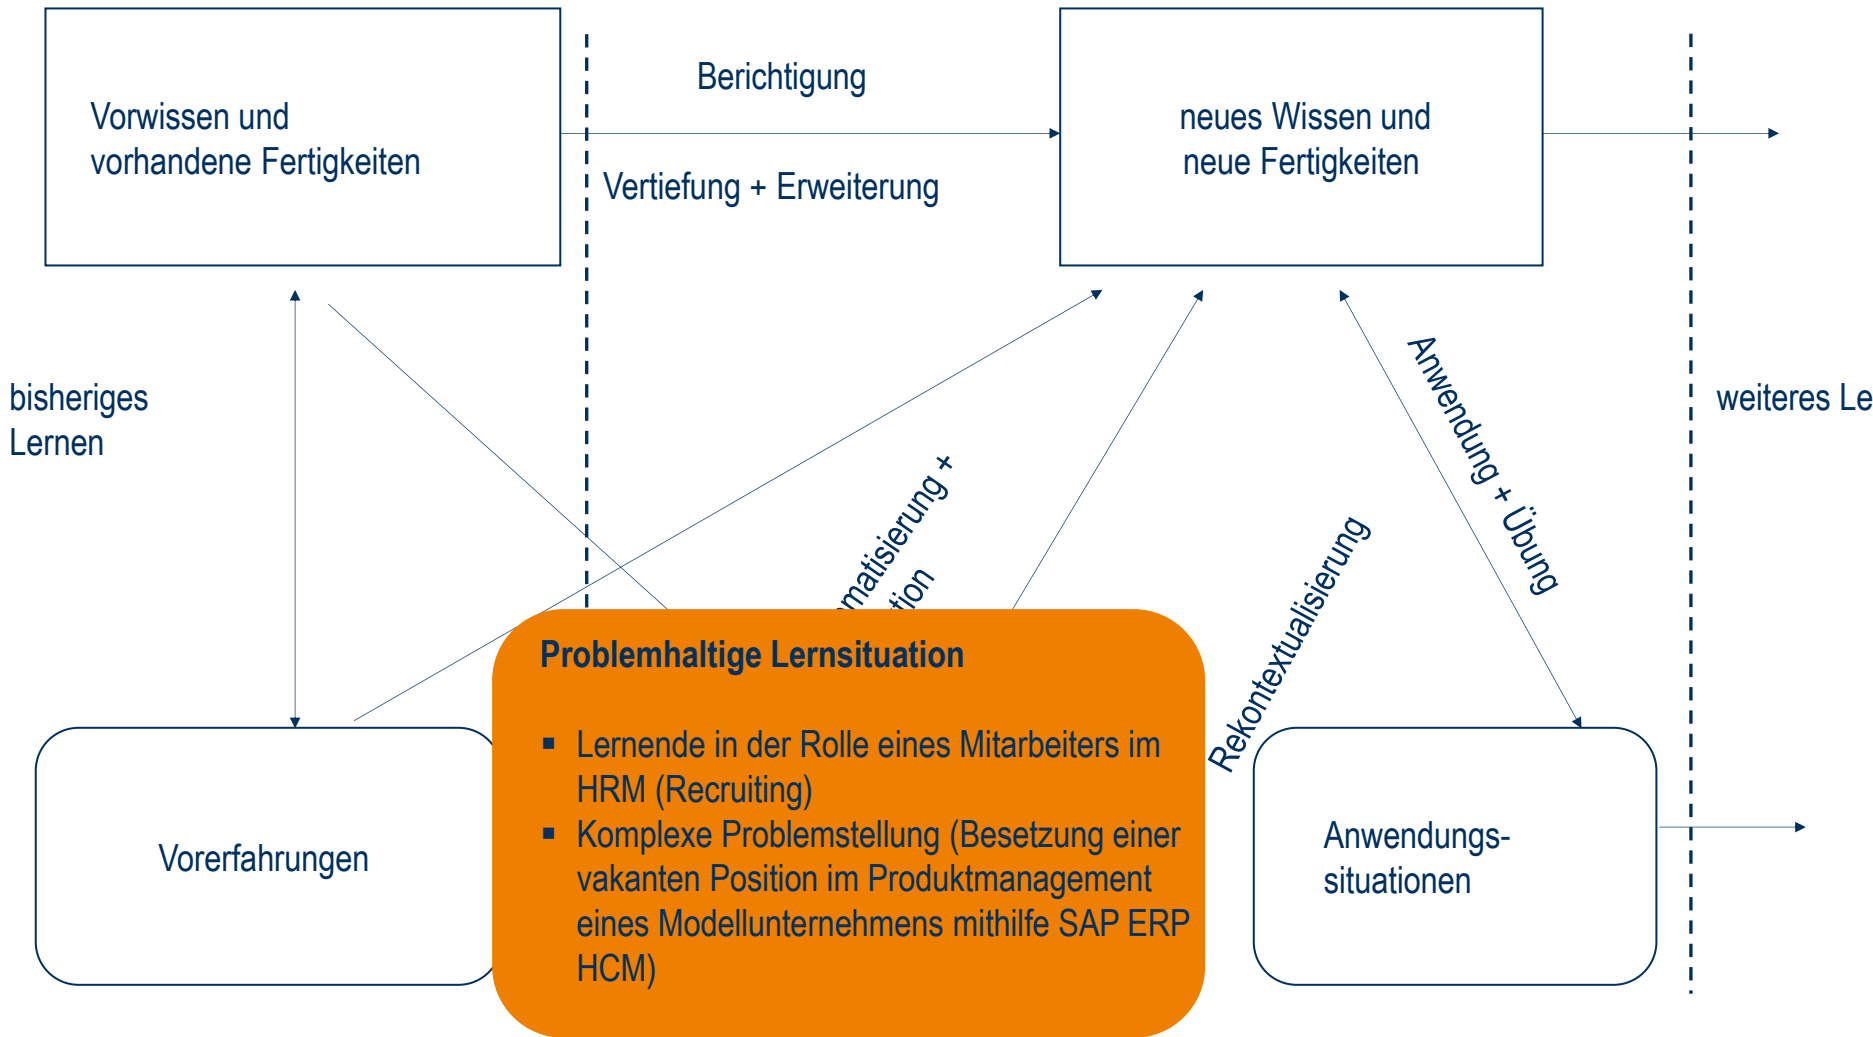 Vorwissen und
vorhandene Fertigkeiten
Berichtigung
Vertiefung + Erweiterung
neues Wissen und
neue Fertigkeiten
bisheriges
Lernen
Anwendung + Übung
weiteres Le
Rekontextualisierung
Problemhaltige Lernsituation
▪ Lernende in der Rolle eines Mitarbeiters im
HRM (Recruiting)
▪ Komplexe Problemstellung (Besetzung einer
vakanten Position im Produktmanagement
eines Modellunternehmens mithilfe SAP ERP
HCM)
Vorerfahrungen
Anwendungs-
situationen